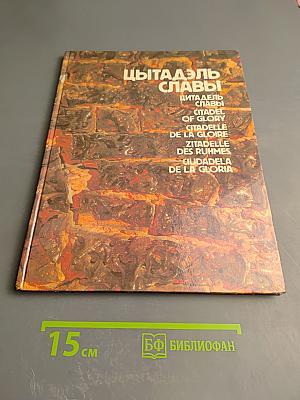 ЦЫТАДЭЛЬ
СЛАВЫ
ЦИТАДЕЛЬ
СЛАВЫ
CITADEL
OF GLORY
CITADELLE
DE LA GLOIRE
ZITADELLE
DES RUHMES
CIUDADELA
DE LA GLORIA
15 см
БФ БИБЛИОФАН